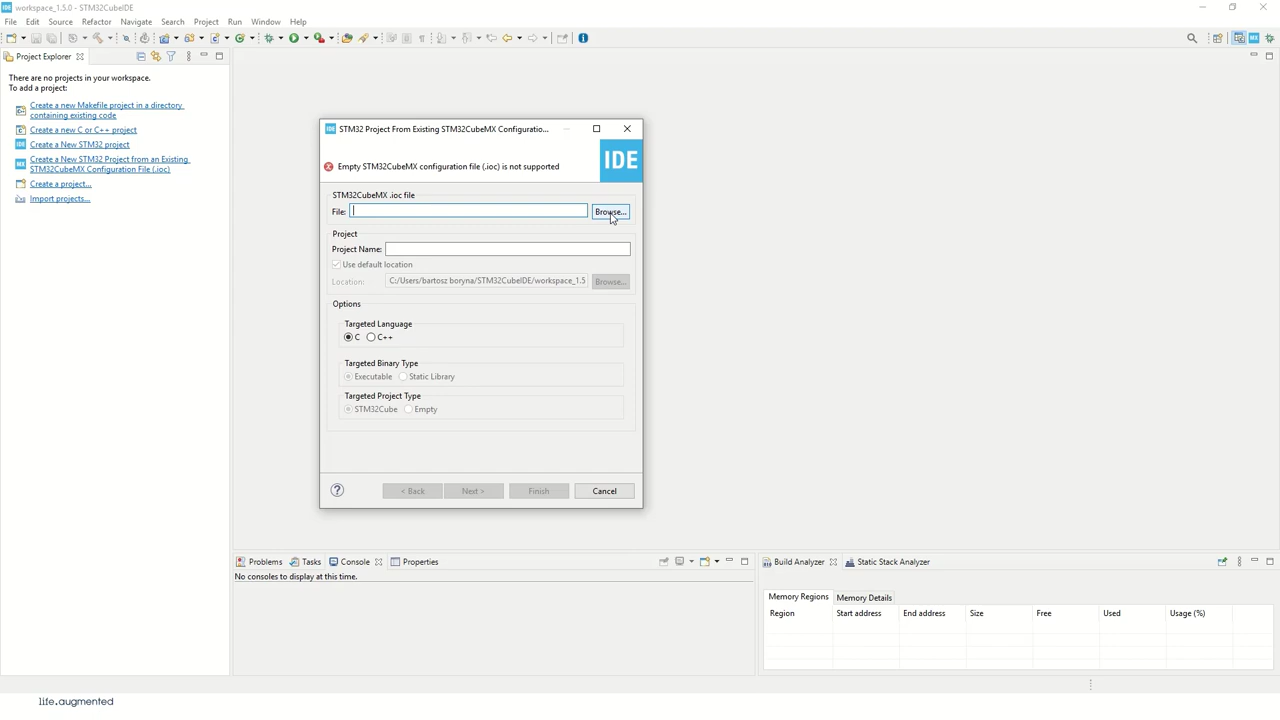 workspace_1.5.0 - STM32CubeIDE
File Edit Source Refactor Navigate Search Project Run Window Help
Project Explorer
There are no projects in your workspace.
To add a project:
Create a new Makefile project in a directory
containing existing code
Create a new C or C++ project
Create a New STM32 project
Create a New STM32 Project from an Existing
STM32CubeMX Configuration File (.ioc)
Create a project...
Import projects...
IDE STM32 Project From Existing STM32CubeMX Configuratio...
Empty STM32CubeMX configuration file (.ioc) is not supported
IDE
STM32CubeMX .ioc file
File: Browse...
Project
Project Name:
Use default location
Location: C:/Users/bartosz boryna/STM32CubeIDE/workspace_1.5 Browse...
Options
Targeted Language
C C++
Targeted Binary Type
Executable Static Library
Targeted Project Type
STM32Cube Empty
< Back Next > Finish Cancel
Problems Tasks Console Properties
No consoles to display at this time.
Build Analyzer Static Stack Analyzer
Memory Regions Memory Details
Region Start address End address Size Free Used Usage (%)
life.augmented